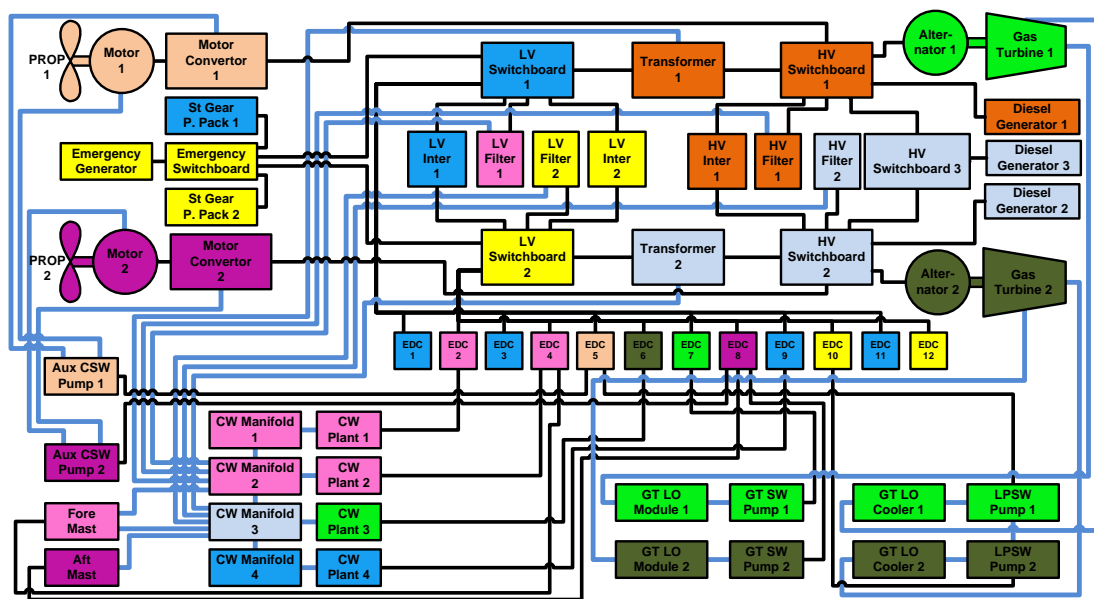 PROP
1
Motor
1
Motor
Convertor
1
LV
Switchboard
1
Transformer
1
HV
Switchboard
1
Alter-
nator 1
Gas
Turbine 1
St Gear
P. Pack 1
Emergency
Generator
Emergency
Switchboard
St Gear
P. Pack 2
LV
Inter
1
LV
Filter
1
LV
Filter
2
LV
Inter
2
HV
Inter
1
HV
Filter
1
HV
Filter
2
HV
Switchboard 3
Diesel
Generator 1
Diesel
Generator 3
Diesel
Generator 2
PROP
2
Motor
2
Motor
Convertor
2
LV
Switchboard
2
Transformer
2
HV
Switchboard
2
Alter-
nator 2
Gas
Turbine 2
EDC
1
EDC
2
EDC
3
EDC
4
EDC
5
EDC
6
EDC
7
EDC
8
EDC
9
EDC
10
EDC
11
EDC
12
Aux CSW
Pump 1
Aux CSW
Pump 2
CW Manifold
1
CW
Plant 1
CW Manifold
2
CW
Plant 2
Fore
Mast
CW Manifold
3
CW
Plant 3
Aft
Mast
CW Manifold
4
CW
Plant 4
GT LO
Module 1
GT SW
Pump 1
GT LO
Cooler 1
LPSW
Pump 1
GT LO
Module 2
GT SW
Pump 2
GT LO
Cooler 2
LPSW
Pump 2